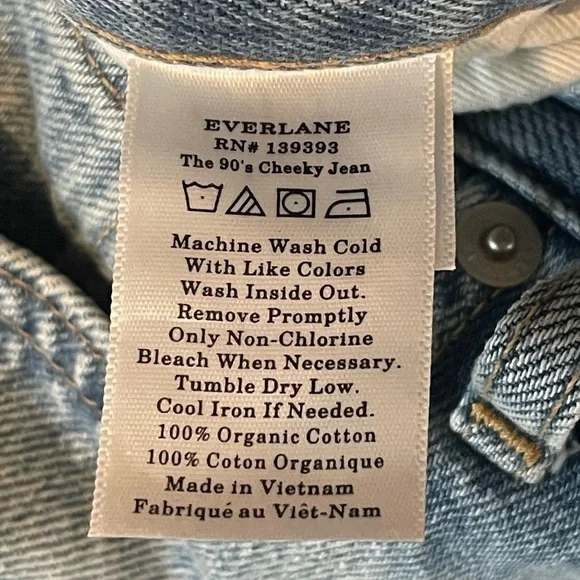 EVERLANE
RN# 139393
The 90's Cheeky Jean
Machine Wash Cold
With Like Colors
Wash Inside Out.
Remove Promptly
Only Non-Chlorine
Bleach When Necessary.
Tumble Dry Low.
Cool Iron If Needed.
100% Organic Cotton
100% Coton Organique
Made in Vietnam
Fabriqué au Viêt-Nam